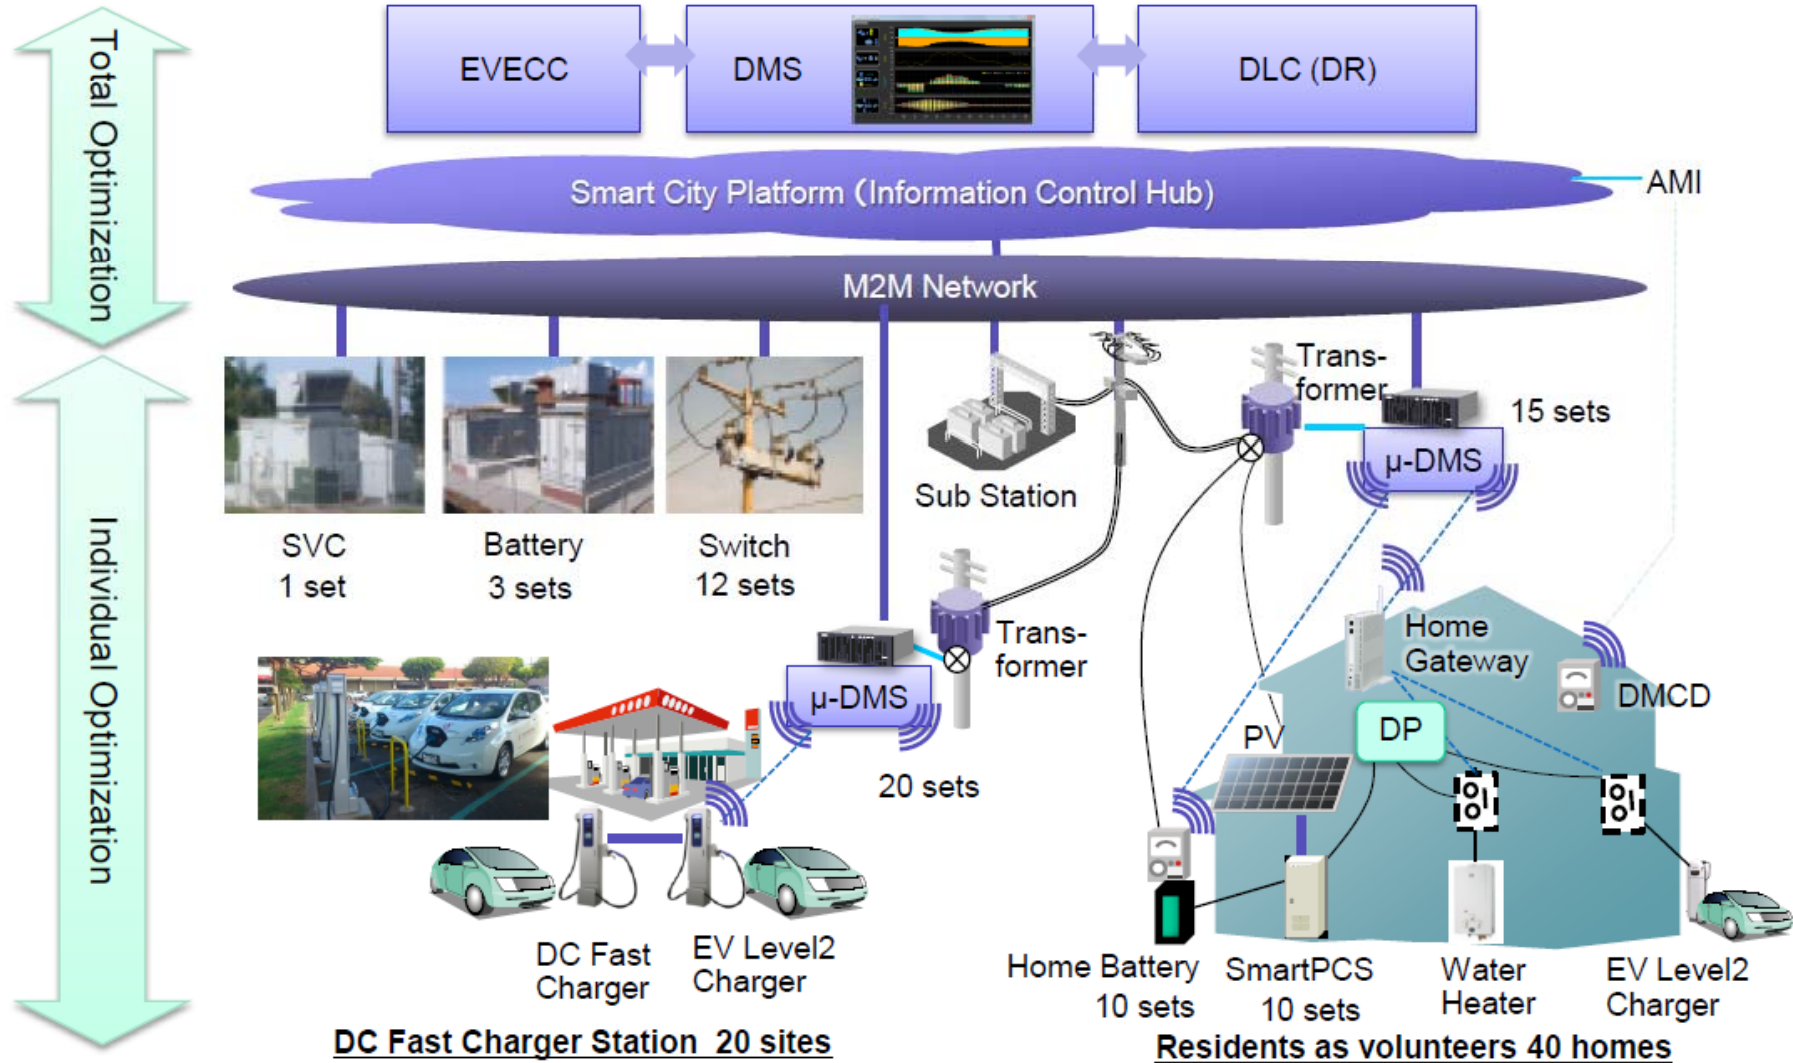 Total Optimization
EVECC
DMS
DLC (DR)
Smart City Platform (Information Control Hub)
AMI
M2M Network
Trans-
former
15 sets
μ-DMS
Sub Station
SVC
1 set
Battery
3 sets
Switch
12 sets
Individual Optimization
Trans-
former
μ-DMS
20 sets
Home
Gateway
DMCD
DP
PV
DC Fast
Charger
EV Level2
Charger
Home Battery
10 sets
SmartPCS
10 sets
Water
Heater
EV Level2
Charger
DC Fast Charger Station 20 sites
Residents as volunteers 40 homes